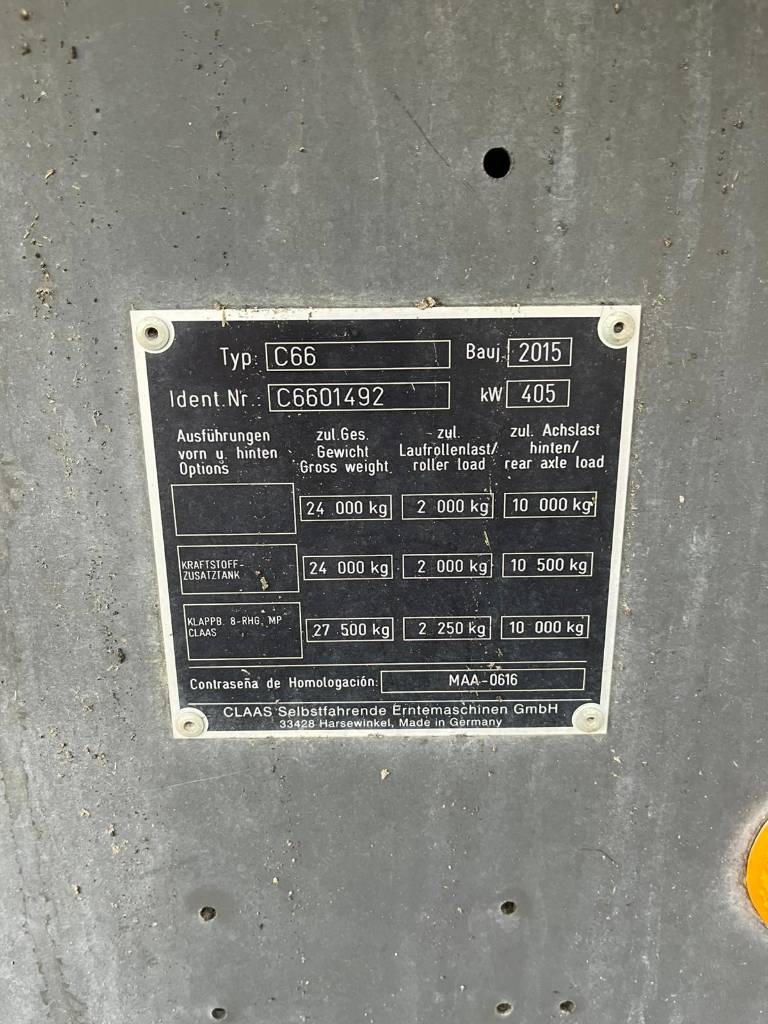 Typ: C66 Bauj. 2015
Ident.Nr.: C6601492 kW 405
Ausführungen vorn u. hinten Options
zul.Ges. Gewicht Gross weight
zul. Laufrollenlast/ roller load
zul. Achslast hinten/ rear axle load
24 000 kg 2 000 kg 10 000 kg
KRAFTSTOFF-
ZUSATZTANK
24 000 kg 2 000 kg 10 500 kg
KLAPPB. 8-RHG, MP
CLAAS
27 500 kg 2 250 kg 10 000 kg
Contraseña de Homologación: MAA-0616
CLAAS Selbstfahrende Erntemaschinen GmbH
33428 Harsewinkel, Made in Germany